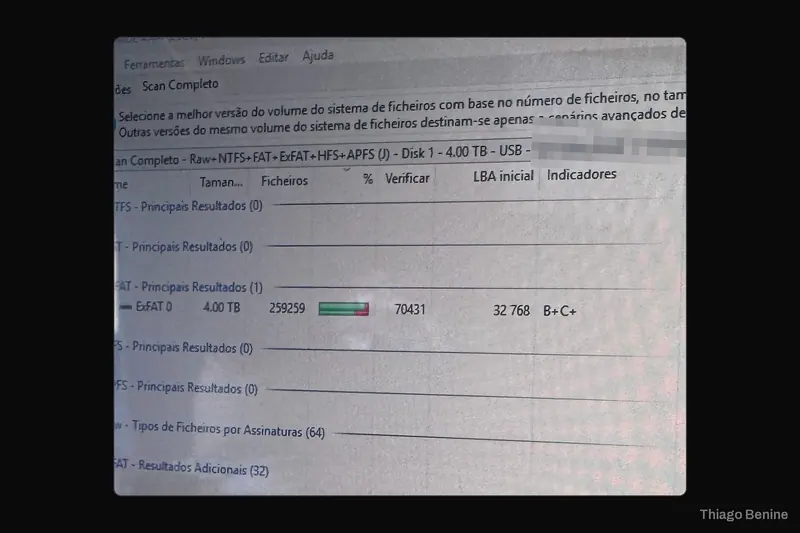 Ferramentas Windows Editar Ajuda
des Scan Completo
Selecione a melhor versão do volume do sistema de ficheiros com base no número de ficheiros, no tam
Outras versões do mesmo volume do sistema de ficheiros destinam-se apenas a cenários avançados de
an Completo - Raw+NTFS+FAT+ExFAT+HFS+APFS (J) - Disk 1 - 4.00 TB - USB -
me Taman... Ficheiros % Verificar LBA inicial Indicadores
TFS - Principais Resultados (0)
T - Principais Resultados (0)
FAT - Principais Resultados (1)
ExFAT 0 4.00 TB 259259 70431 32 768 B+C+
FS - Principais Resultados (0)
PFS - Principais Resultados (0)
w - Tipos de Ficheiros por Assinaturas (64)
FAT - Resultados Adicionais (32)
Thiago Benine